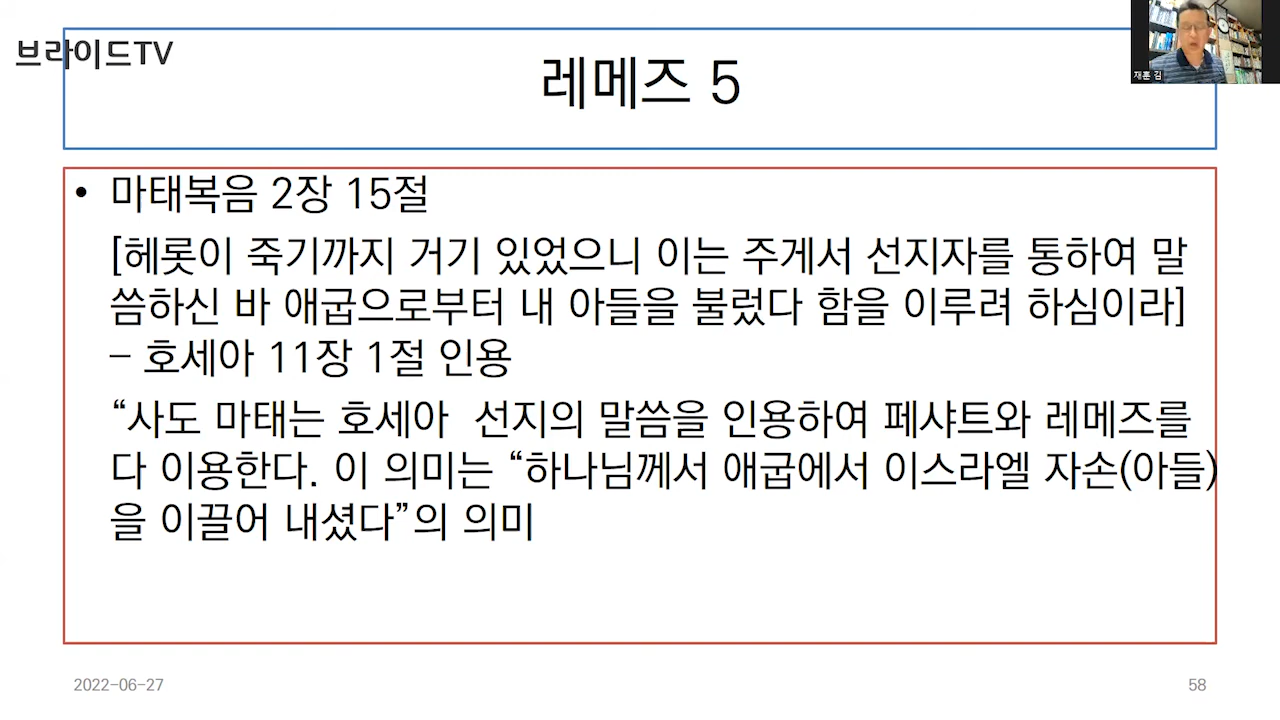 브라이드TV
레메즈 5
재훈 김
• 마태복음 2장 15절
[헤롯이 죽기까지 거기 있었으니 이는 주게서 선지자를 통하여 말
씀하신 바 애굽으로부터 내 아들을 불렀다 함을 이루려 하심이라]
– 호세아 11장 1절 인용
“사도 마태는 호세아  선지의 말씀을 인용하여 페샤트와 레메즈를
다 이용한다. 이 의미는 “하나님께서 애굽에서 이스라엘 자손(아들)
을 이끌어 내셨다”의 의미
2022-06-27
58